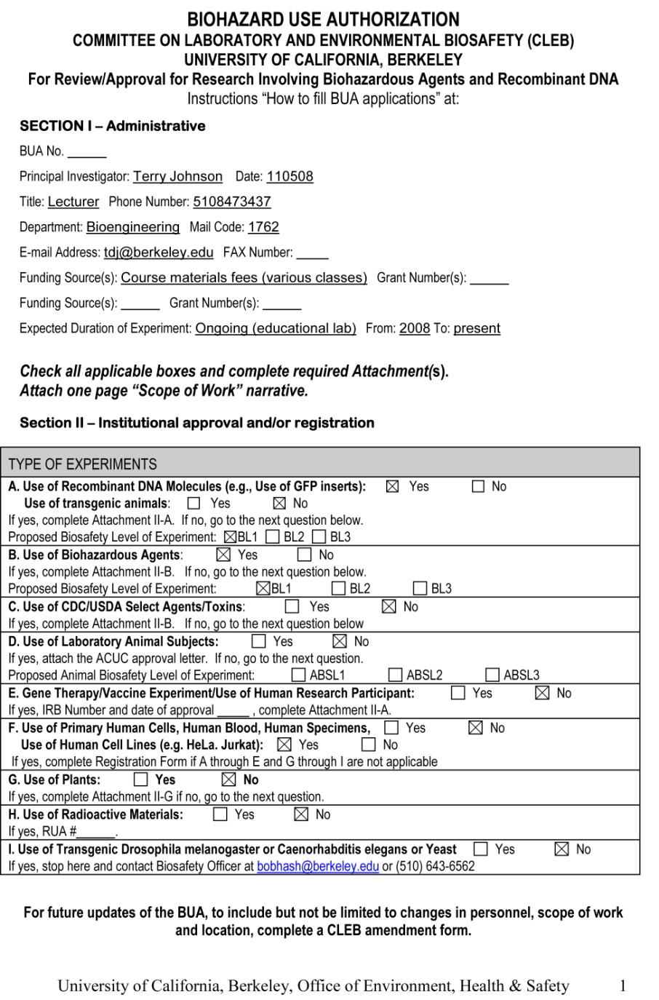 BIOHAZARD USE AUTHORIZATION
COMMITTEE ON LABORATORY AND ENVIRONMENTAL BIOSAFETY (CLEB)
UNIVERSITY OF CALIFORNIA, BERKELEY
For Review/Approval for Research Involving Biohazardous Agents and Recombinant DNA
Instructions “How to fill BUA applications” at:
SECTION I – Administrative
BUA No. _____
Principal Investigator: Terry Johnson Date: 110508
Title: Lecturer Phone Number: 5108473437
Department: Bioengineering Mail Code: 1762
E-mail Address: tdj@berkeley.edu FAX Number: _____
Funding Source(s): Course materials fees (various classes) Grant Number(s): _____
Funding Source(s): _____ Grant Number(s): _____
Expected Duration of Experiment: Ongoing (educational lab) From: 2008 To: present
Check all applicable boxes and complete required Attachment(s).
Attach one page “Scope of Work” narrative.
Section II – Institutional approval and/or registration
TYPE OF EXPERIMENTS
A. Use of Recombinant DNA Molecules (e.g., Use of GFP inserts): ☒ Yes ☐ No
Use of transgenic animals: ☐ Yes ☒ No
If yes, complete Attachment II-A. If no, go to the next question below.
Proposed Biosafety Level of Experiment: ☒BL1 ☐ BL2 ☐ BL3
B. Use of Biohazardous Agents: ☒ Yes ☐ No
If yes, complete Attachment II-B. If no, go to the next question below.
Proposed Biosafety Level of Experiment: ☒BL1 ☐ BL2 ☐ BL3
C. Use of CDC/USDA Select Agents/Toxins: ☐ Yes ☒ No
If yes, complete Attachment II-B. If no, go to the next question below
D. Use of Laboratory Animal Subjects: ☐ Yes ☒ No
If yes, attach the ACUC approval letter. If no, go to the next question.
Proposed Animal Biosafety Level of Experiment: ☐ ABSL1 ☐ ABSL2 ☐ ABSL3
E. Gene Therapy/Vaccine Experiment/Use of Human Research Participant: ☐ Yes ☒ No
If yes, IRB Number and date of approval _____ , complete Attachment II-A.
F. Use of Primary Human Cells, Human Blood, Human Specimens, ☐ Yes ☒ No
Use of Human Cell Lines (e.g. HeLa. Jurkat): ☒ Yes ☐ No
If yes, complete Registration Form if A through E and G through I are not applicable
G. Use of Plants: ☐ Yes ☒ No
If yes, complete Attachment II-G if no, go to the next question.
H. Use of Radioactive Materials: ☐ Yes ☒ No
If yes, RUA #_____.
I. Use of Transgenic Drosophila melanogaster or Caenorhabditis elegans or Yeast ☐ Yes ☒ No
If yes, stop here and contact Biosafety Officer at bobhash@berkeley.edu or (510) 643-6562
For future updates of the BUA, to include but not be limited to changes in personnel, scope of work
and location, complete a CLEB amendment form.
University of California, Berkeley, Office of Environment, Health & Safety 1